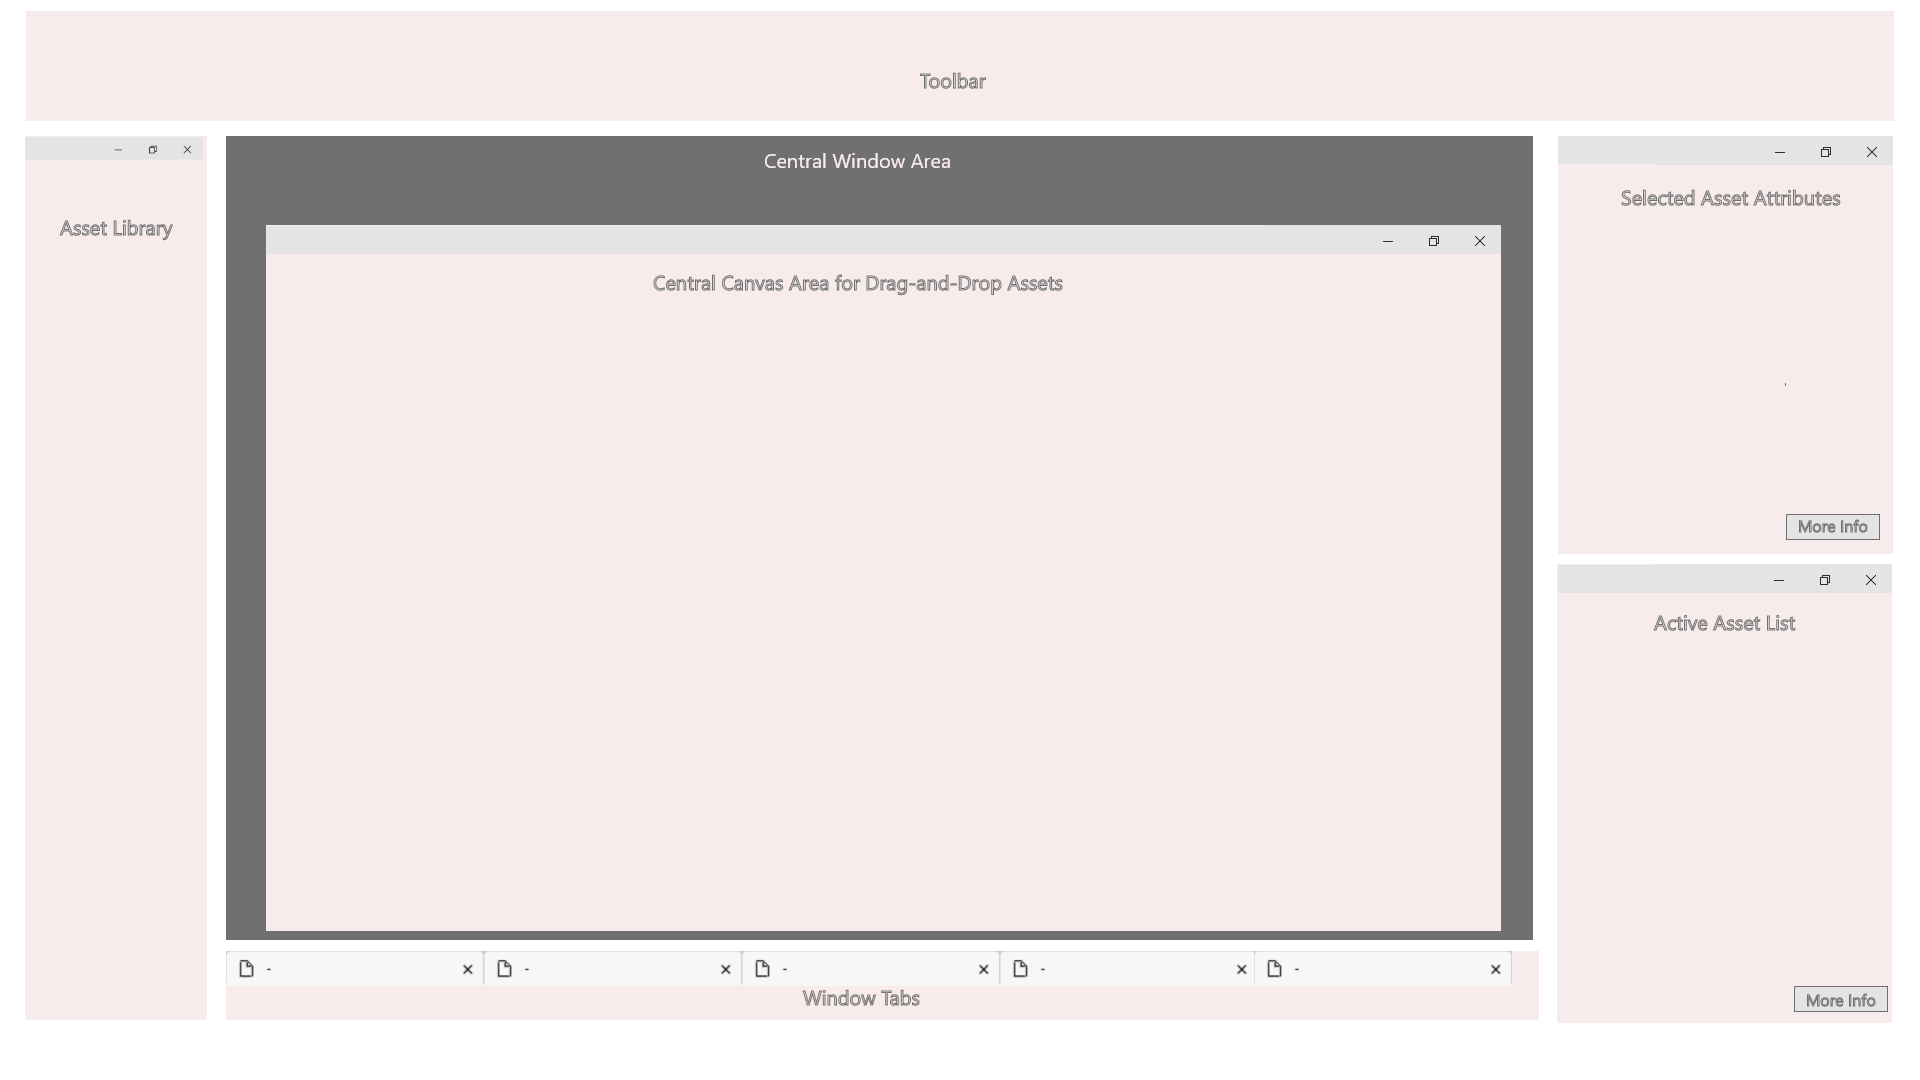 Toolbar
Asset Library
Central Window Area
Central Canvas Area for Drag-and-Drop Assets
Selected Asset Attributes
More Info
Active Asset List
More Info
- - - - -
Window Tabs